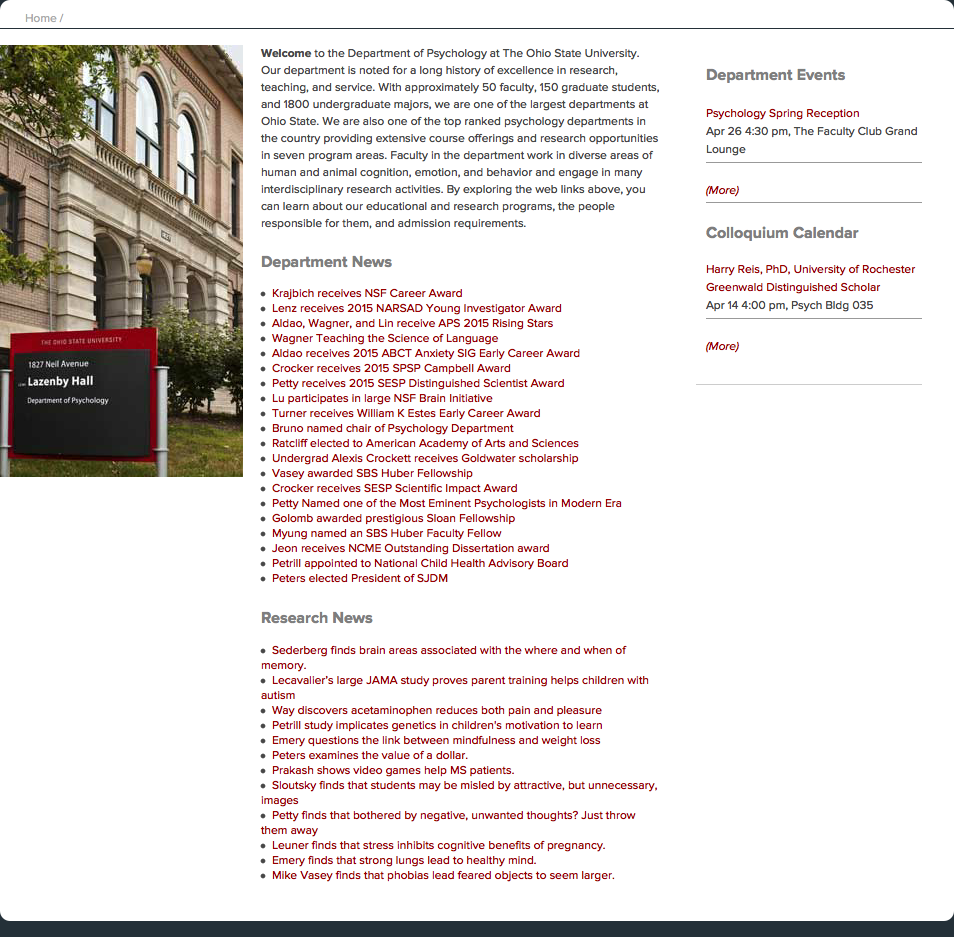 Home /
THE OHIO STATE UNIVERSITY
1827 Neil Avenue
Lazenby Hall
Department of Psychology
Welcome to the Department of Psychology at The Ohio State University.
Our department is noted for a long history of excellence in research,
teaching, and service. With approximately 50 faculty, 150 graduate students,
and 1800 undergraduate majors, we are one of the largest departments at
Ohio State. We are also one of the top ranked psychology departments in
the country providing extensive course offerings and research opportunities
in seven program areas. Faculty in the department work in diverse areas of
human and animal cognition, emotion, and behavior and engage in many
interdisciplinary research activities. By exploring the web links above, you
can learn about our educational and research programs, the people
responsible for them, and admission requirements.
Department News
Krajbich receives NSF Career Award
Lenz receives 2015 NARSAD Young Investigator Award
Aldao, Wagner, and Lin receive APS 2015 Rising Stars
Wagner Teaching the Science of Language
Aldao receives 2015 ABCT Anxiety SIG Early Career Award
Crocker receives 2015 SPSP Campbell Award
Petty receives 2015 SESP Distinguished Scientist Award
Lu participates in large NSF Brain Initiative
Turner receives William K Estes Early Career Award
Bruno named chair of Psychology Department
Ratcliff elected to American Academy of Arts and Sciences
Undergrad Alexis Crockett receives Goldwater scholarship
Vasey awarded SBS Huber Fellowship
Crocker receives SESP Scientific Impact Award
Petty Named one of the Most Eminent Psychologists in Modern Era
Golomb awarded prestigious Sloan Fellowship
Myung named an SBS Huber Faculty Fellow
Jeon receives NCME Outstanding Dissertation award
Petrill appointed to National Child Health Advisory Board
Peters elected President of SJDM
Research News
Sederberg finds brain areas associated with the where and when of
memory.
Lecavalier's large JAMA study proves parent training helps children with
autism
Way discovers acetaminophen reduces both pain and pleasure
Petrill study implicates genetics in children's motivation to learn
Emery questions the link between mindfulness and weight loss
Peters examines the value of a dollar.
Prakash shows video games help MS patients.
Sloutsky finds that students may be misled by attractive, but unnecessary,
images
Petty finds that bothered by negative, unwanted thoughts? Just throw
them away
Leuner finds that stress inhibits cognitive benefits of pregnancy.
Emery finds that strong lungs lead to healthy mind.
Mike Vasey finds that phobias lead feared objects to seem larger.
Department Events
Psychology Spring Reception
Apr 26 4:30 pm, The Faculty Club Grand
Lounge
(More)
Colloquium Calendar
Harry Reis, PhD, University of Rochester
Greenwald Distinguished Scholar
Apr 14 4:00 pm, Psych Bldg 035
(More)